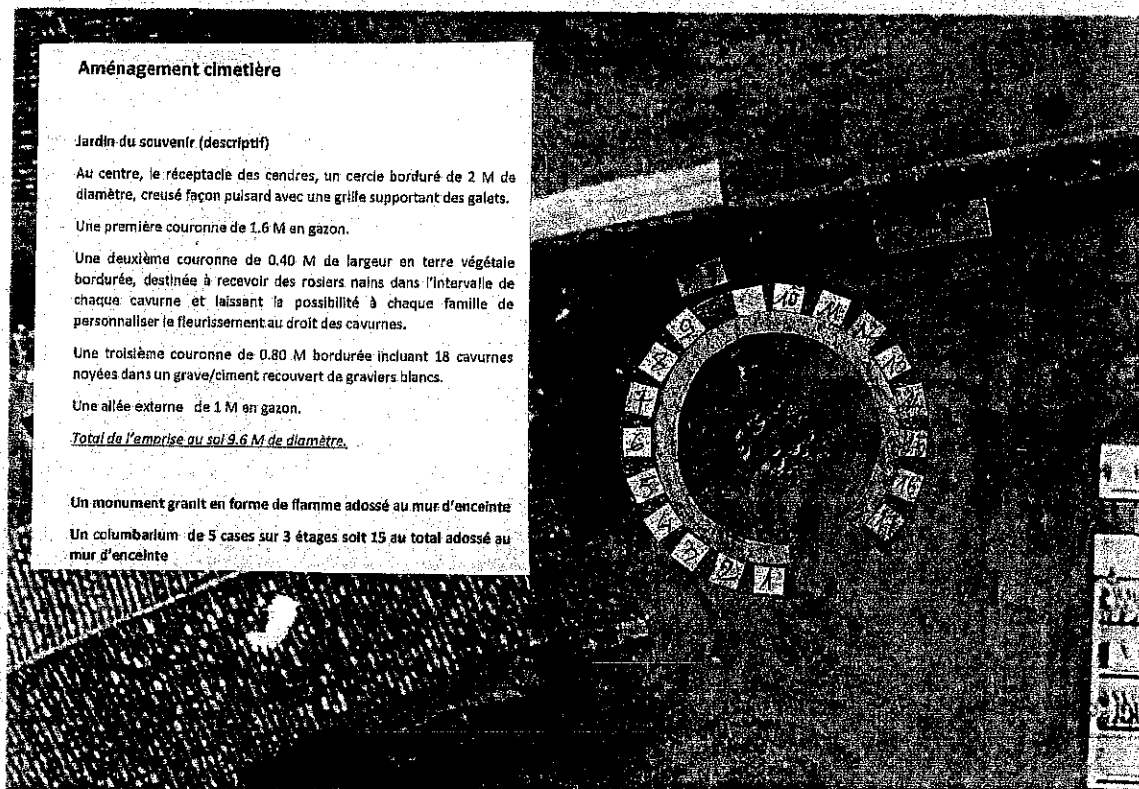 Aménagement cimetière
Jardin du souvenir (descriptif)
Au centre, le réceptacle des cendres, un cercle borduré de 2 M de
diamètre, creusé façon puisard avec une grille supportant des galets.
Une première couronne de 1.6 M en gazon.
Une deuxième couronne de 0.40 M de largeur en terre végétale
bordurée, destinée à recevoir des rosiers nains dans l'intervalle de
chaque cavurne et laissant la possibilité à chaque famille de
personnaliser le fleurissement au droit des cavurnes.
Une troisième couronne de 0.80 M bordurée incluant 18 cavurnes
noyées dans un grave/ciment recouvert de graviers blancs.
Une allée externe de 1 M en gazon.
Total de l'emprise au sol 9.6 M de diamètre.
Un monument granit en forme de flamme adossé au mur d'enceinte
Un columbarium de 5 cases sur 3 étages soit 15 au total adossé au
mur d'enceinte
10
9
7
6
16
2
1